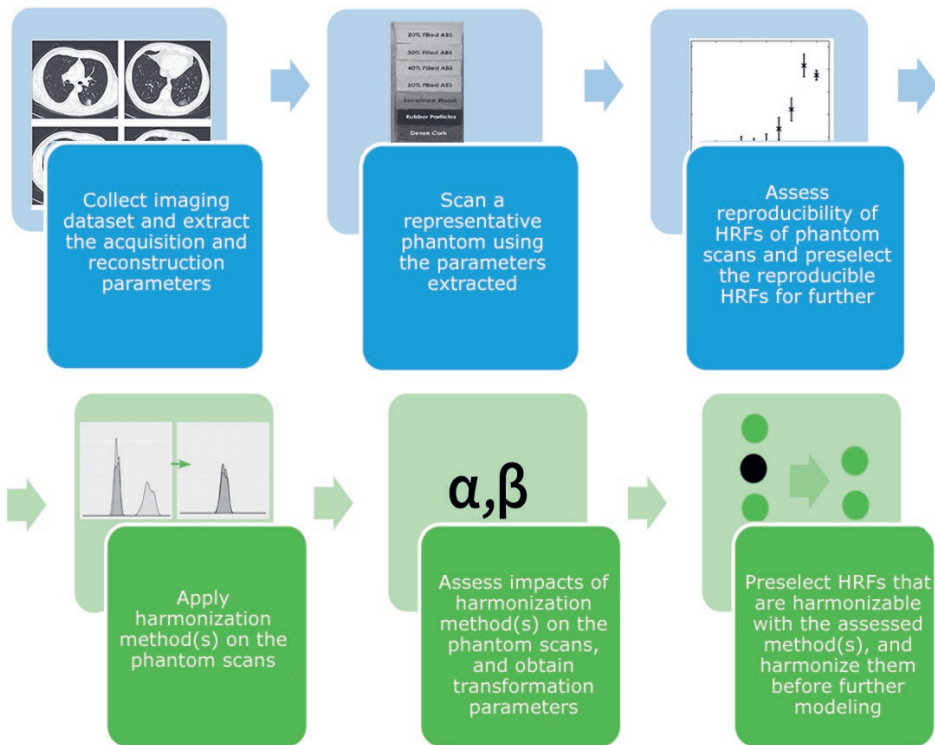 20% Filled ABS
30% Filled ABS
40% Filled ABS
50% Filled ABS
Sycamore Wood
Rubber Particles
Dense Cork
Collect imaging
dataset and extract
the acquisition and
reconstruction
parameters
Scan a
representative
phantom using
the parameters
extracted
Assess
reproducibility of
HRFs of phantom
scans and preselect
the reproducible
HRFs for further
α,β
Apply
harmonization
method(s) on the
phantom scans
Assess impacts of
harmonization
method(s) on the
phantom scans,
and obtain
transformation
parameters
Preselect HRFs that
are harmonizable
with the assessed
method(s), and
harmonize them
before further
modeling